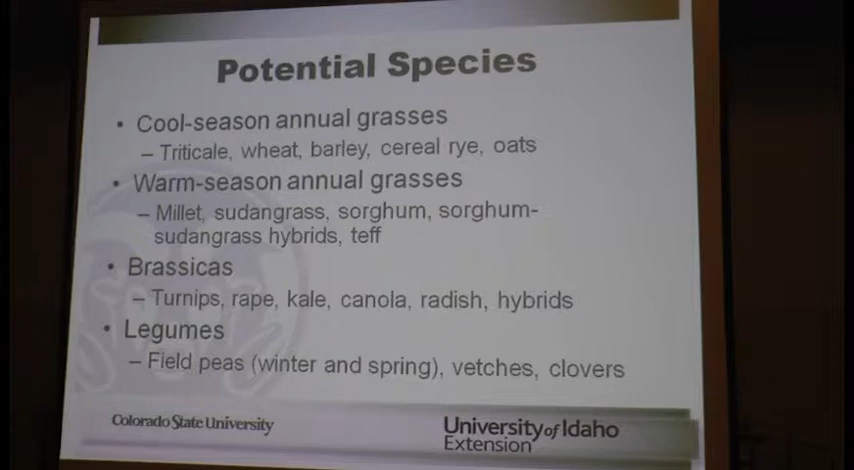 Potential Species
• Cool-season annual grasses
– Triticale, wheat, barley, cereal rye, oats
• Warm-season annual grasses
– Millet, sudangrass, sorghum, sorghum-
sudangrass hybrids, teff
• Brassicas
– Turnips, rape, kale, canola, radish, hybrids
• Legumes
– Field peas (winter and spring), vetches, clovers
Colorado State University
University of Idaho
Extension